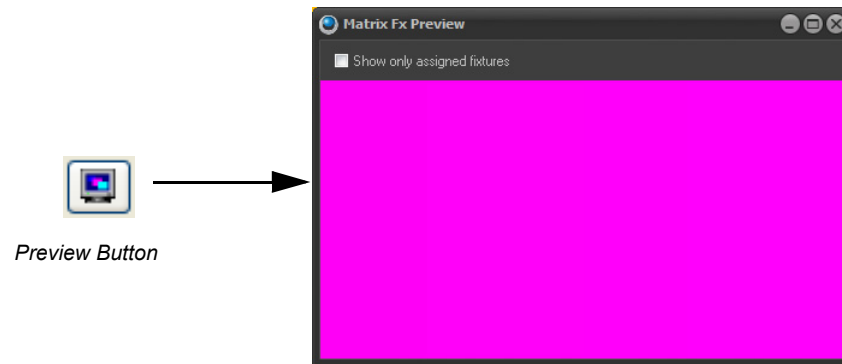 Matrix Fx Preview
Show only assigned fixtures
Preview Button